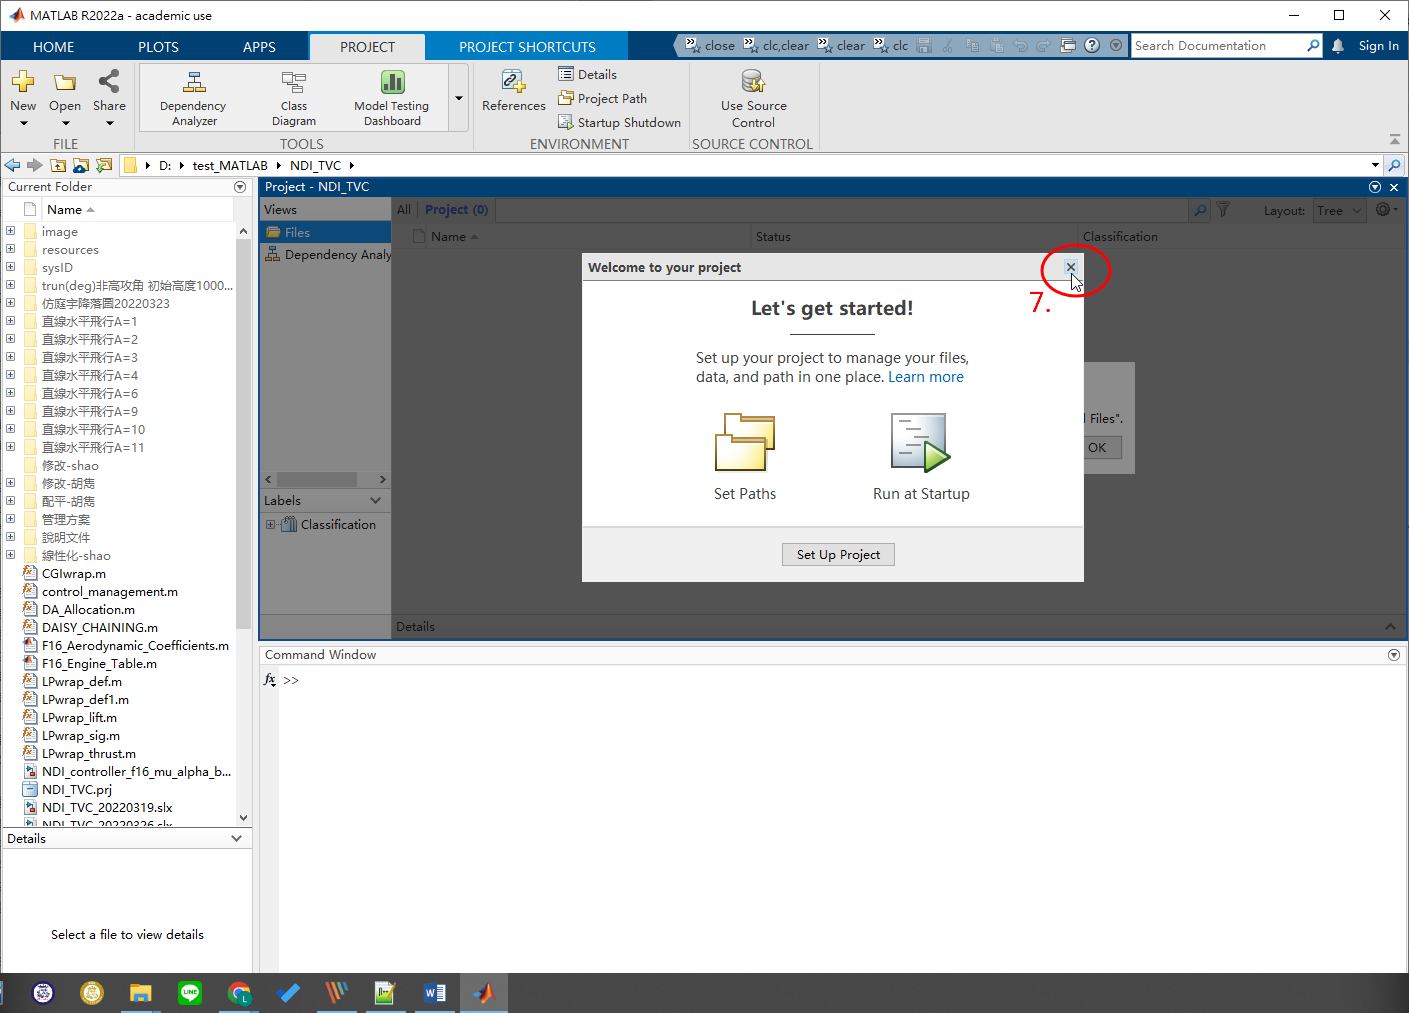 MATLAB R2022a - academic use
HOME PLOTS APPS PROJECT PROJECT SHORTCUTS close clc,clear clear clc Search Documentation Sign In
New Open Share
FILE
Dependency Analyzer
Class Diagram
Model Testing Dashboard
TOOLS
References
Details
Project Path
Startup Shutdown
ENVIRONMENT
Use Source Control
SOURCE CONTROL
D: test_MATLAB NDI_TVC
Current Folder
Name
image
resources
sysID
trun(deg)非高攻角 初始高度1000...
仿庭宇降落圖20220323
直線水平飛行A=1
直線水平飛行A=2
直線水平飛行A=3
直線水平飛行A=4
直線水平飛行A=6
直線水平飛行A=9
直線水平飛行A=10
直線水平飛行A=11
修改-shao
修改-胡雋
配平-胡雋
管理方案
說明文件
線性化-shao
CGIwrap.m
control_management.m
DA_Allocation.m
DAISY_CHAINING.m
F16_Aerodynamic_Coefficients.m
F16_Engine_Table.m
LPwrap_def.m
LPwrap_def1.m
LPwrap_lift.m
LPwrap_sig.m
LPwrap_thrust.m
NDI_controller_f16_mu_alpha_b...
NDI_TVC.prj
NDI_TVC_20220319.slx
NDI_TVC_20220326.slx
Details
Select a file to view details
Project - NDI_TVC
Views
Files
Dependency Analy
Labels
Classification
All Project (0) Layout: Tree
Name Status Classification
Welcome to your project
7.
Let's get started!
Set up your project to manage your files,
data, and path in one place. Learn more
Set Paths Run at Startup
Set Up Project
l Files".
OK
Details
Command Window
fx >>